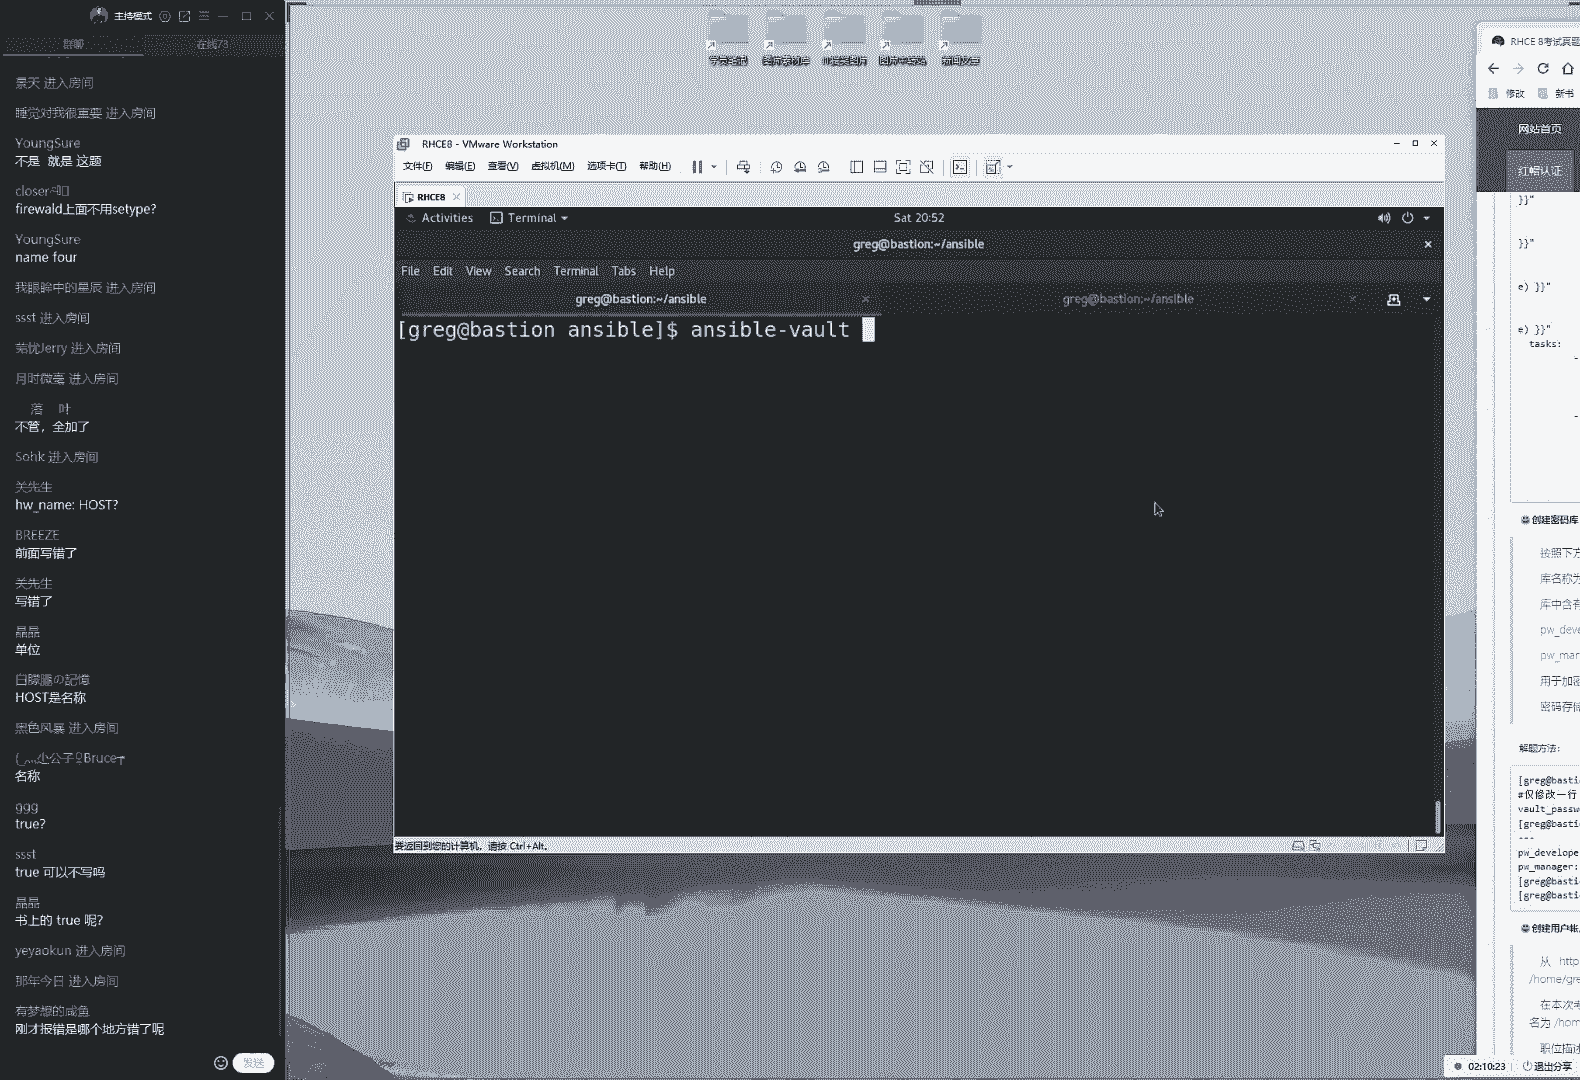 主持模式
群聊
在线73
景天 进入房间
睡觉对我很重要 进入房间
YoungSure
不是 就是 这题
closer
firewald上面不用setype?
YoungSure
name four
我眼眸中的星辰 进入房间
ssst 进入房间
芜忧Jerry 进入房间
月时微毫 进入房间
落 叶
不管，全加了
Sohk 进入房间
关先生
hw_name: HOST?
BREEZE
前面写错了
关先生
写错了
晶晶
单位
白朦朧の記憶
HOST是名称
黑色风暴 进入房间
小公子♀Bruce
名称
ggg
true?
ssst
true 可以不写吗
晶晶
书上的 true 呢?
yeyaokun 进入房间
那年今日 进入房间
有梦想的咸鱼
刚才报错是哪个地方错了呢
发送
RHCE8 - VMware Workstation
文件(F) 编辑(E) 查看(V) 虚拟机(M) 选项卡(T) 帮助(H)
RHCE8
Activities Terminal Sat 20:52
greg@bastion:~/ansible
File Edit View Search Terminal Tabs Help
greg@bastion:~/ansible greg@bastion:~/ansible
[greg@bastion ansible]$ ansible-vault
要返回到您的计算机，请按 Ctrl+Alt。
RHCE 8考试真题
修改 新书
网站首页
红帽认证
}}"
}}"
e) }}"
e) }}"
tasks:
-
-
创建密码库
按照下方
库名称为
库中含有
pw_deve
pw_mar
用于加密
密码存储
解题方法:
[greg@basti
#仅修改一行
vault_passw
[greg@basti
---
pw_develope
pw_manager:
[greg@basti
[greg@basti
创建用户帐
从 http
/home/gre
在本次考
名为 /hom
职位描述
02:10:23 退出分享